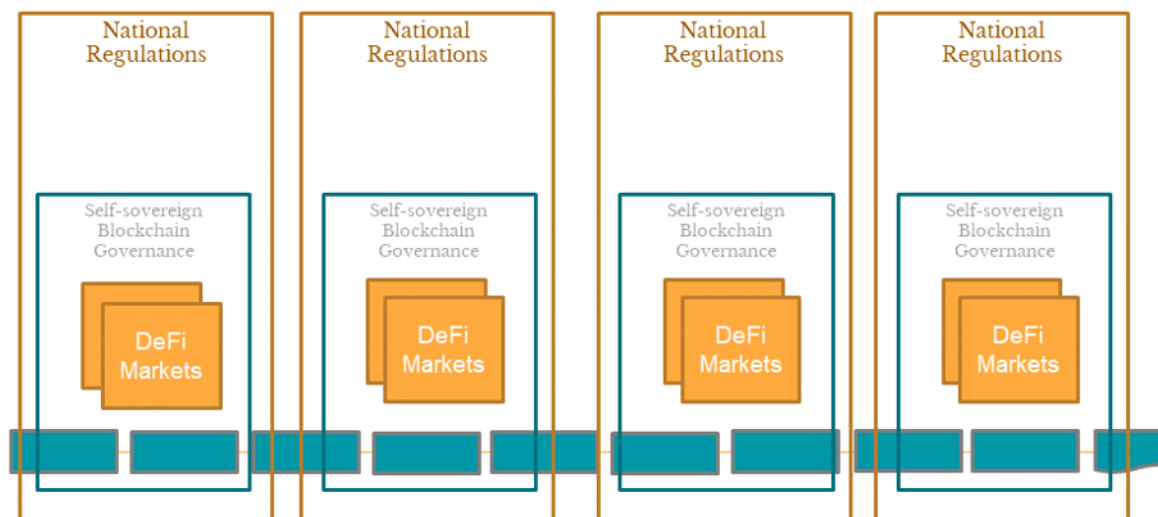 National
Regulations
National
Regulations
National
Regulations
National
Regulations
Self-sovereign
Blockchain
Governance
Self-sovereign
Blockchain
Governance
Self-sovereign
Blockchain
Governance
Self-sovereign
Blockchain
Governance
DeFi
Markets
DeFi
Markets
DeFi
Markets
DeFi
Markets